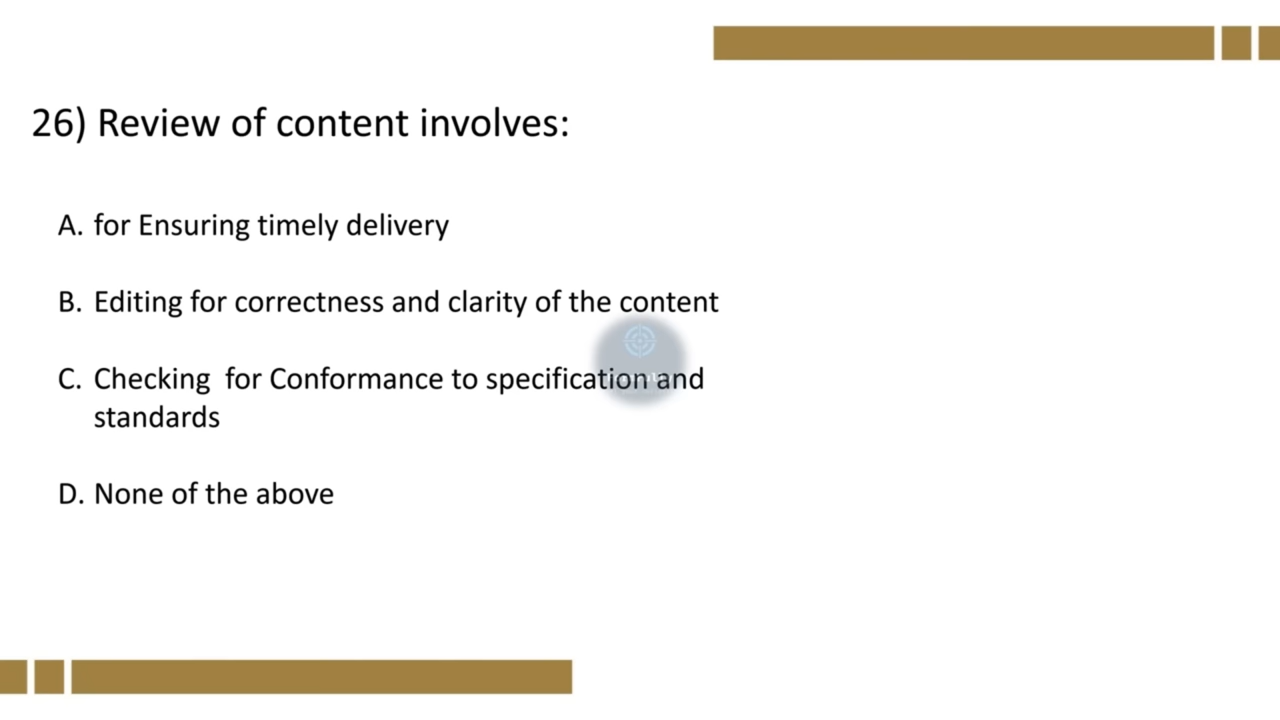 26) Review of content involves:
A. for Ensuring timely delivery
B. Editing for correctness and clarity of the content
C. Checking  for Conformance to specification and
standards
D. None of the above